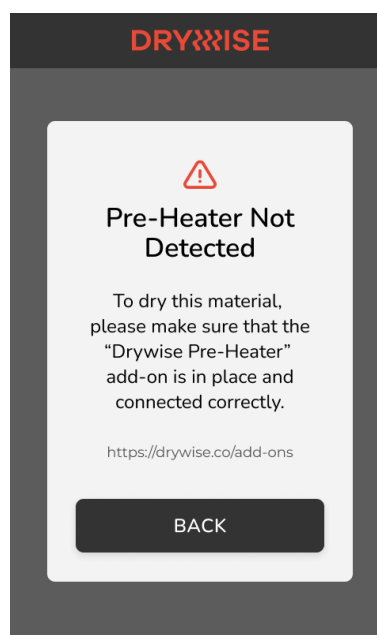 DRYWISE
Pre-Heater Not
Detected
To dry this material,
please make sure that the
“Drywise Pre-Heater”
add-on is in place and
connected correctly.
https://drywise.co/add-ons
BACK